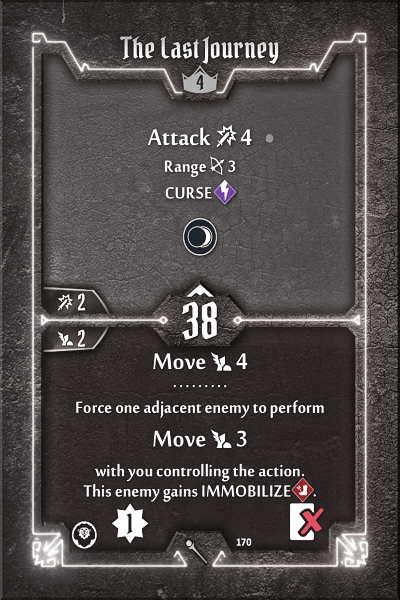 The Last Journey
4
Attack 4
Range 3
CURSE
2
38
2
Move 4
Force one adjacent enemy to perform
Move 3
with you controlling the action.
This enemy gains IMMOBILIZE .
1
170